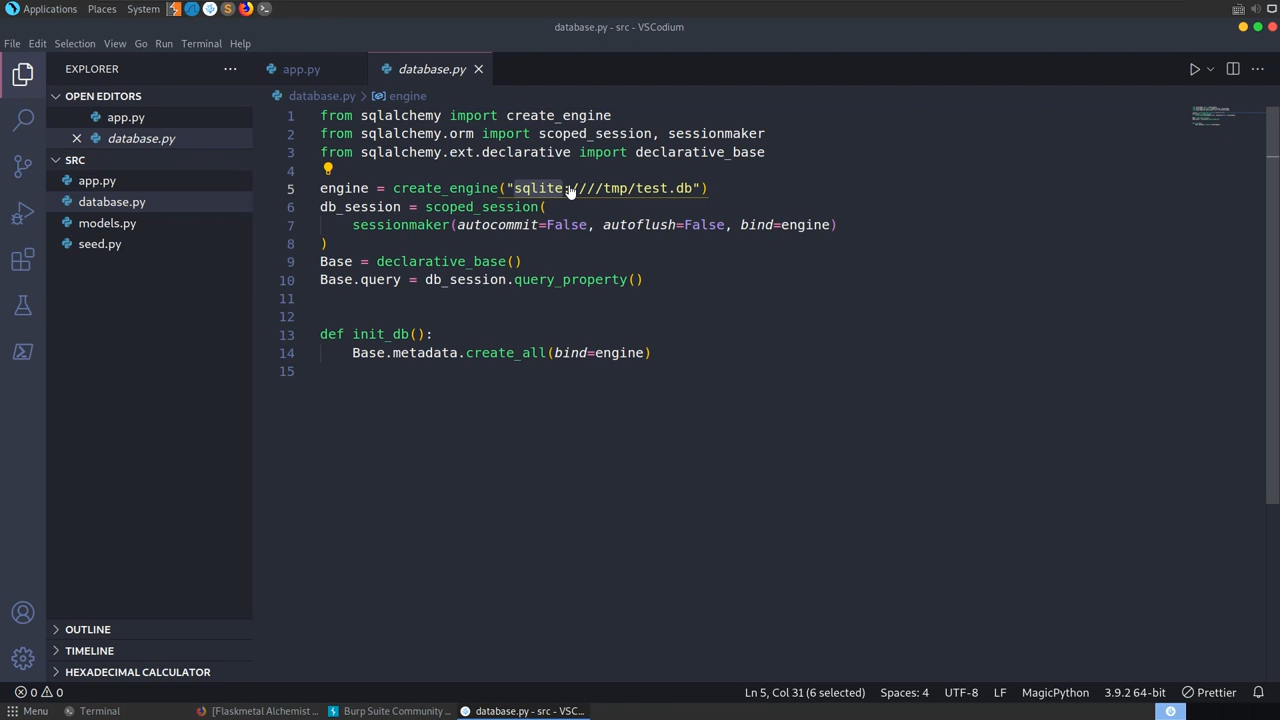 Applications Places System
database.py - src - VSCodium
File Edit Selection View Go Run Terminal Help
EXPLORER
app.py database.py
OPEN EDITORS
app.py
database.py
SRC
app.py
database.py
models.py
seed.py
OUTLINE
TIMELINE
HEXADECIMAL CALCULATOR
database.py > engine
1 from sqlalchemy import create_engine
2 from sqlalchemy.orm import scoped_session, sessionmaker
3 from sqlalchemy.ext.declarative import declarative_base
4
5 engine = create_engine("sqlite:////tmp/test.db")
6 db_session = scoped_session(
7 sessionmaker(autocommit=False, autoflush=False, bind=engine)
8 )
9 Base = declarative_base()
10 Base.query = db_session.query_property()
11
12
13 def init_db():
14 Base.metadata.create_all(bind=engine)
15
0 0 Ln 5, Col 31 (6 selected) Spaces: 4 UTF-8 LF MagicPython 3.9.2 64-bit Prettier
Menu Terminal [Flaskmetal Alchemist ... Burp Suite Community ... database.py - src - VSC...